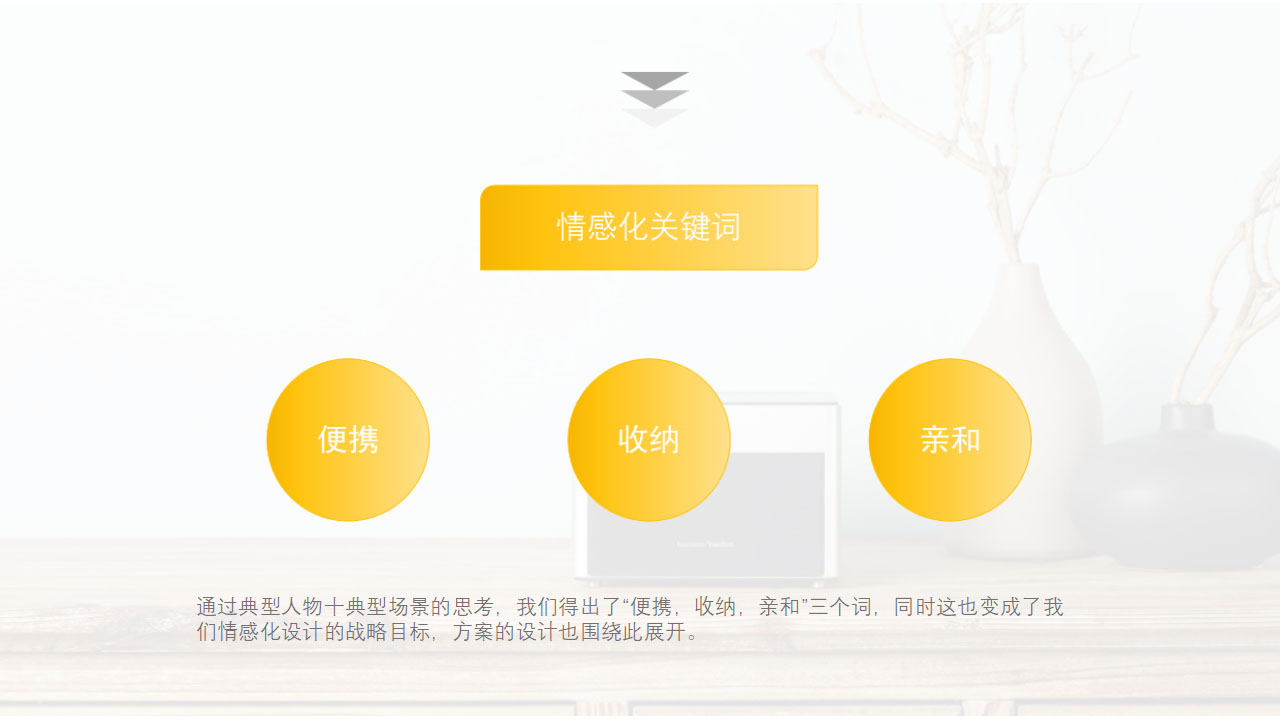 情感化关键词
便携
收纳
亲和
通过典型人物十典型场景的思考，我们得出了“便携，收纳，亲和”三个词，同时这也变成了我
们情感化设计的战略目标，方案的设计也围绕此展开。